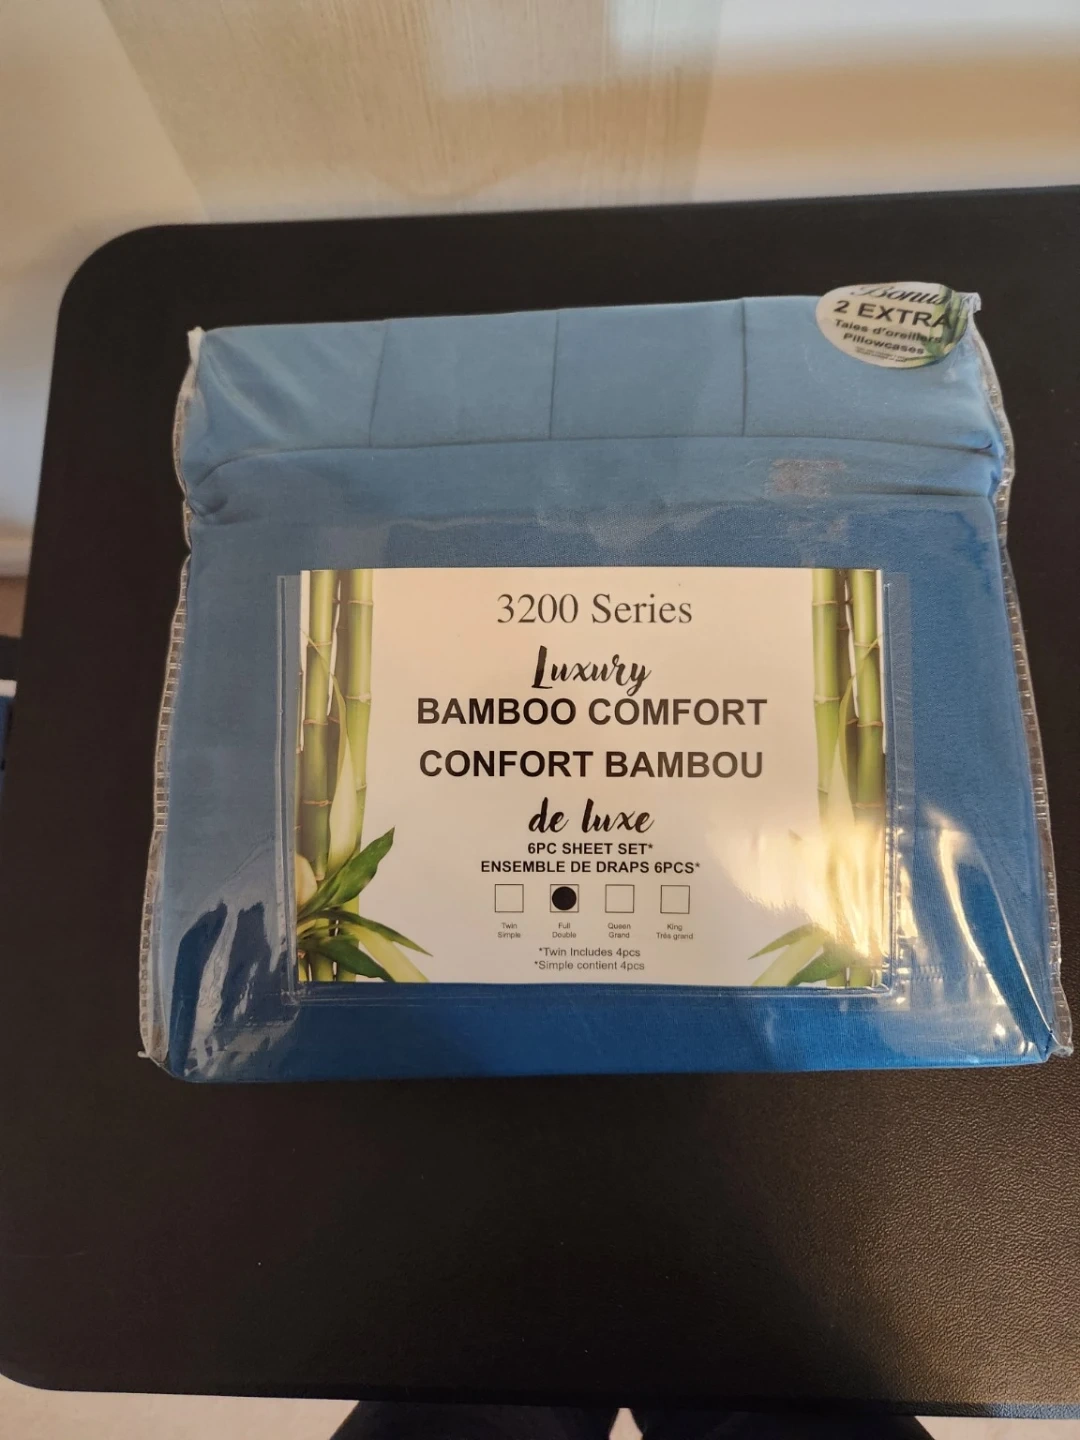 Bonus
2 EXTRA
Taies d'oreillers
Pillowcases
3200 Series
Luxury
BAMBOO COMFORT
CONFORT BAMBOU
de luxe
6PC SHEET SET*
ENSEMBLE DE DRAPS 6PCS*
Twin Full Queen King
Simple Double Grand Très grand
*Twin Includes 4pcs
*Simple contient 4pcs